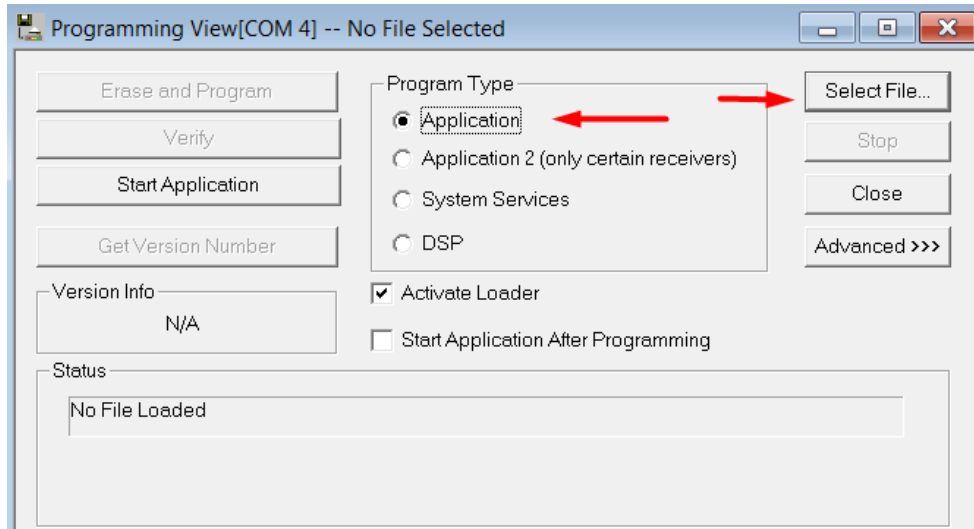 Programming View[COM 4] -- No File Selected
Erase and Program
Verify
Start Application
Get Version Number
Version Info
N/A
Program Type
Application
Application 2 (only certain receivers)
System Services
DSP
Activate Loader
Start Application After Programming
Select File...
Stop
Close
Advanced >>>
Status
No File Loaded